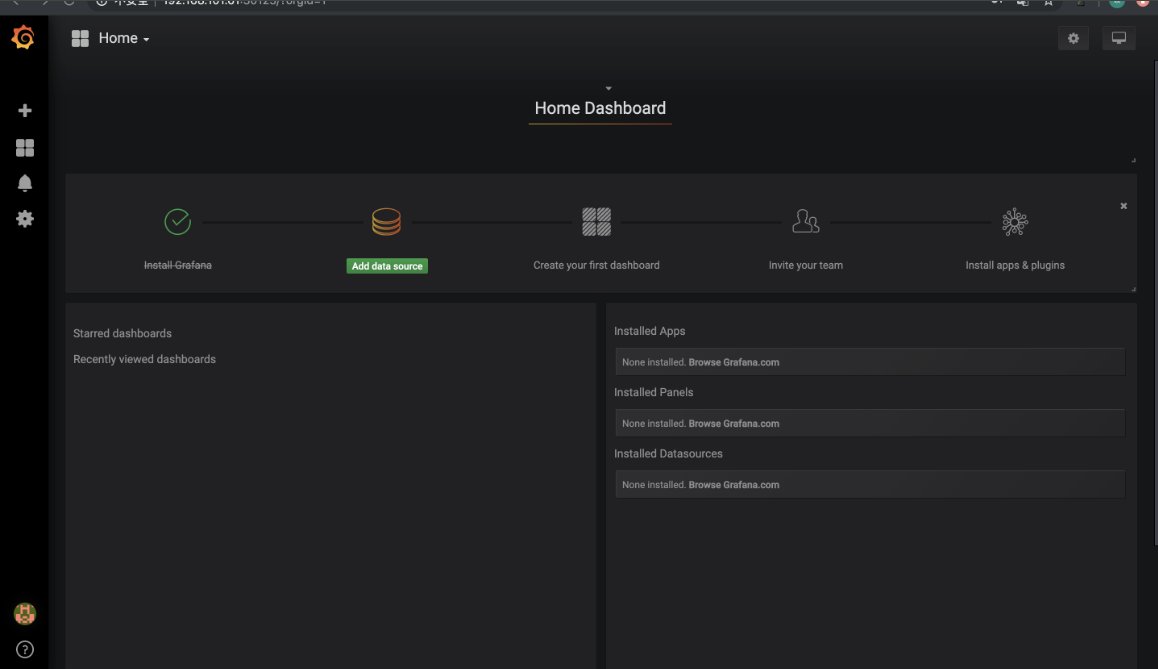 Home
Home Dashboard
Install Grafana
Add data source
Create your first dashboard
Invite your team
Install apps & plugins
Starred dashboards
Recently viewed dashboards
Installed Apps
None installed. Browse Grafana.com
Installed Panels
None installed. Browse Grafana.com
Installed Datasources
None installed. Browse Grafana.com